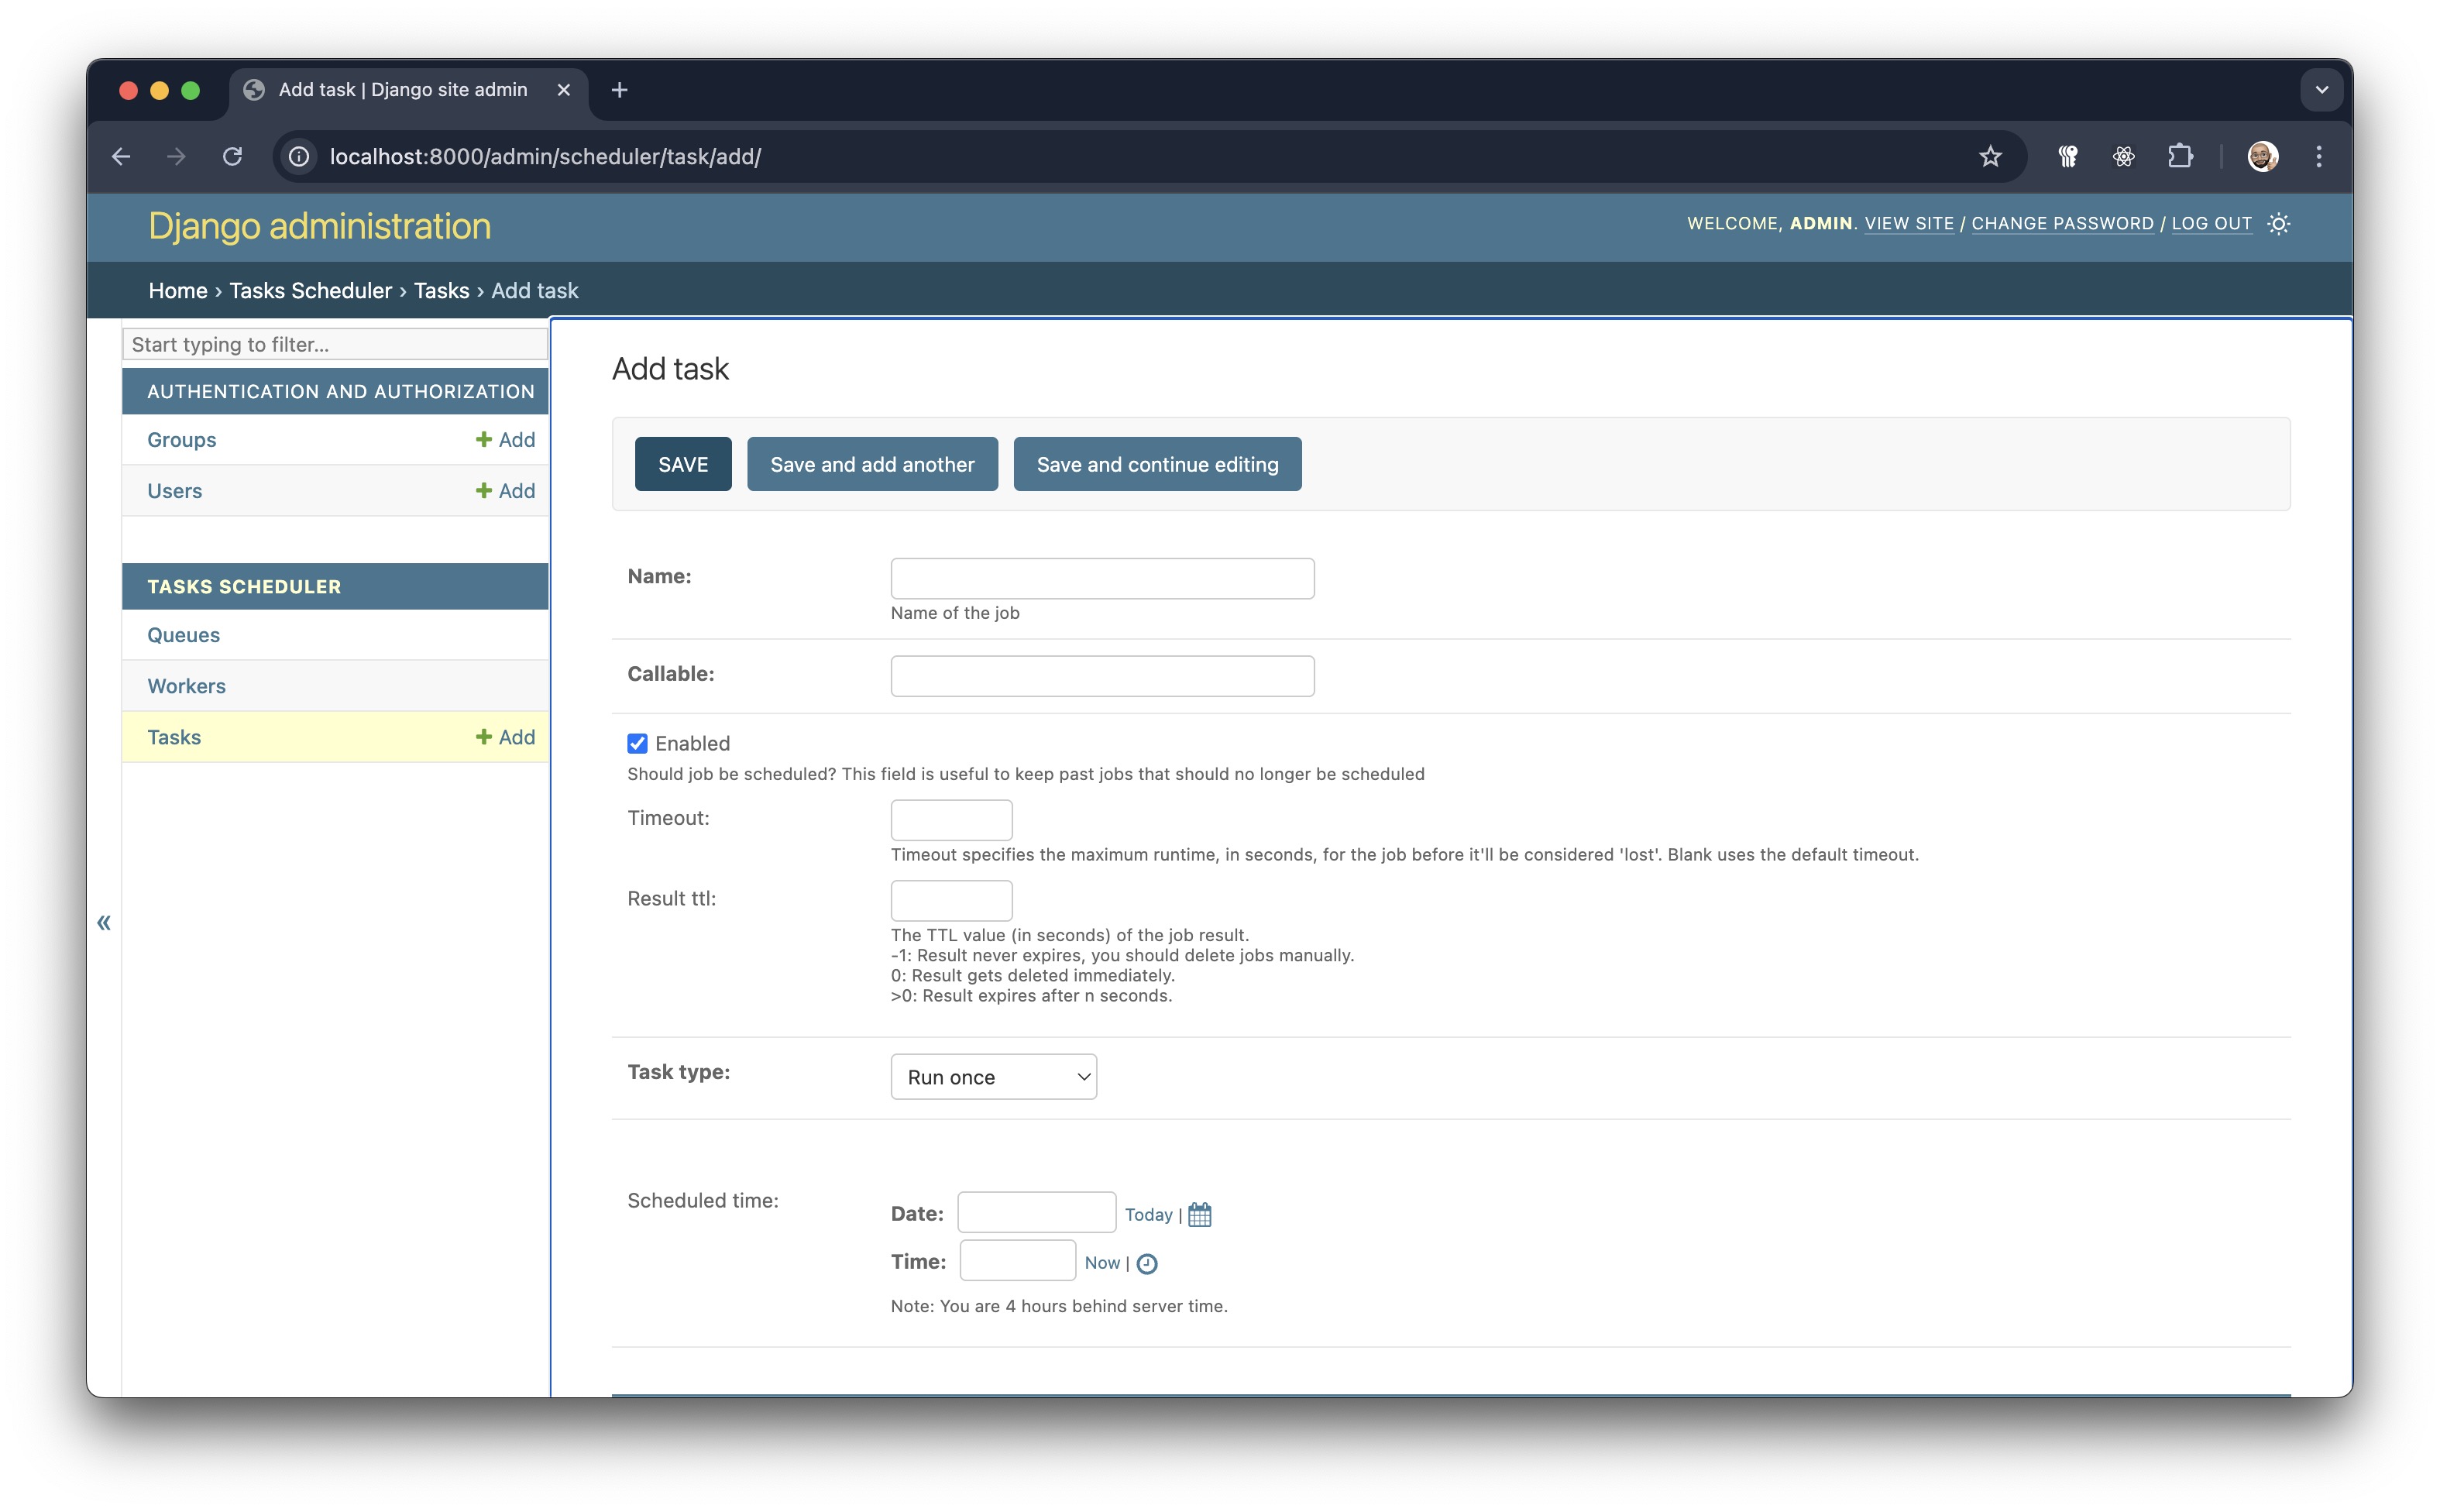 Add task | Django site admin
localhost:8000/admin/scheduler/task/add/
Django administration
WELCOME, ADMIN. VIEW SITE / CHANGE PASSWORD / LOG OUT
Home › Tasks Scheduler › Tasks › Add task
Start typing to filter...
AUTHENTICATION AND AUTHORIZATION
Groups + Add
Users + Add
TASKS SCHEDULER
Queues
Workers
Tasks + Add
«
Add task
SAVE Save and add another Save and continue editing
Name:
Name of the job
Callable:
Enabled
Should job be scheduled? This field is useful to keep past jobs that should no longer be scheduled
Timeout:
Timeout specifies the maximum runtime, in seconds, for the job before it'll be considered 'lost'. Blank uses the default timeout.
Result ttl:
The TTL value (in seconds) of the job result.
-1: Result never expires, you should delete jobs manually.
0: Result gets deleted immediately.
>0: Result expires after n seconds.
Task type: Run once
Scheduled time:
Date: Today |
Time: Now |
Note: You are 4 hours behind server time.